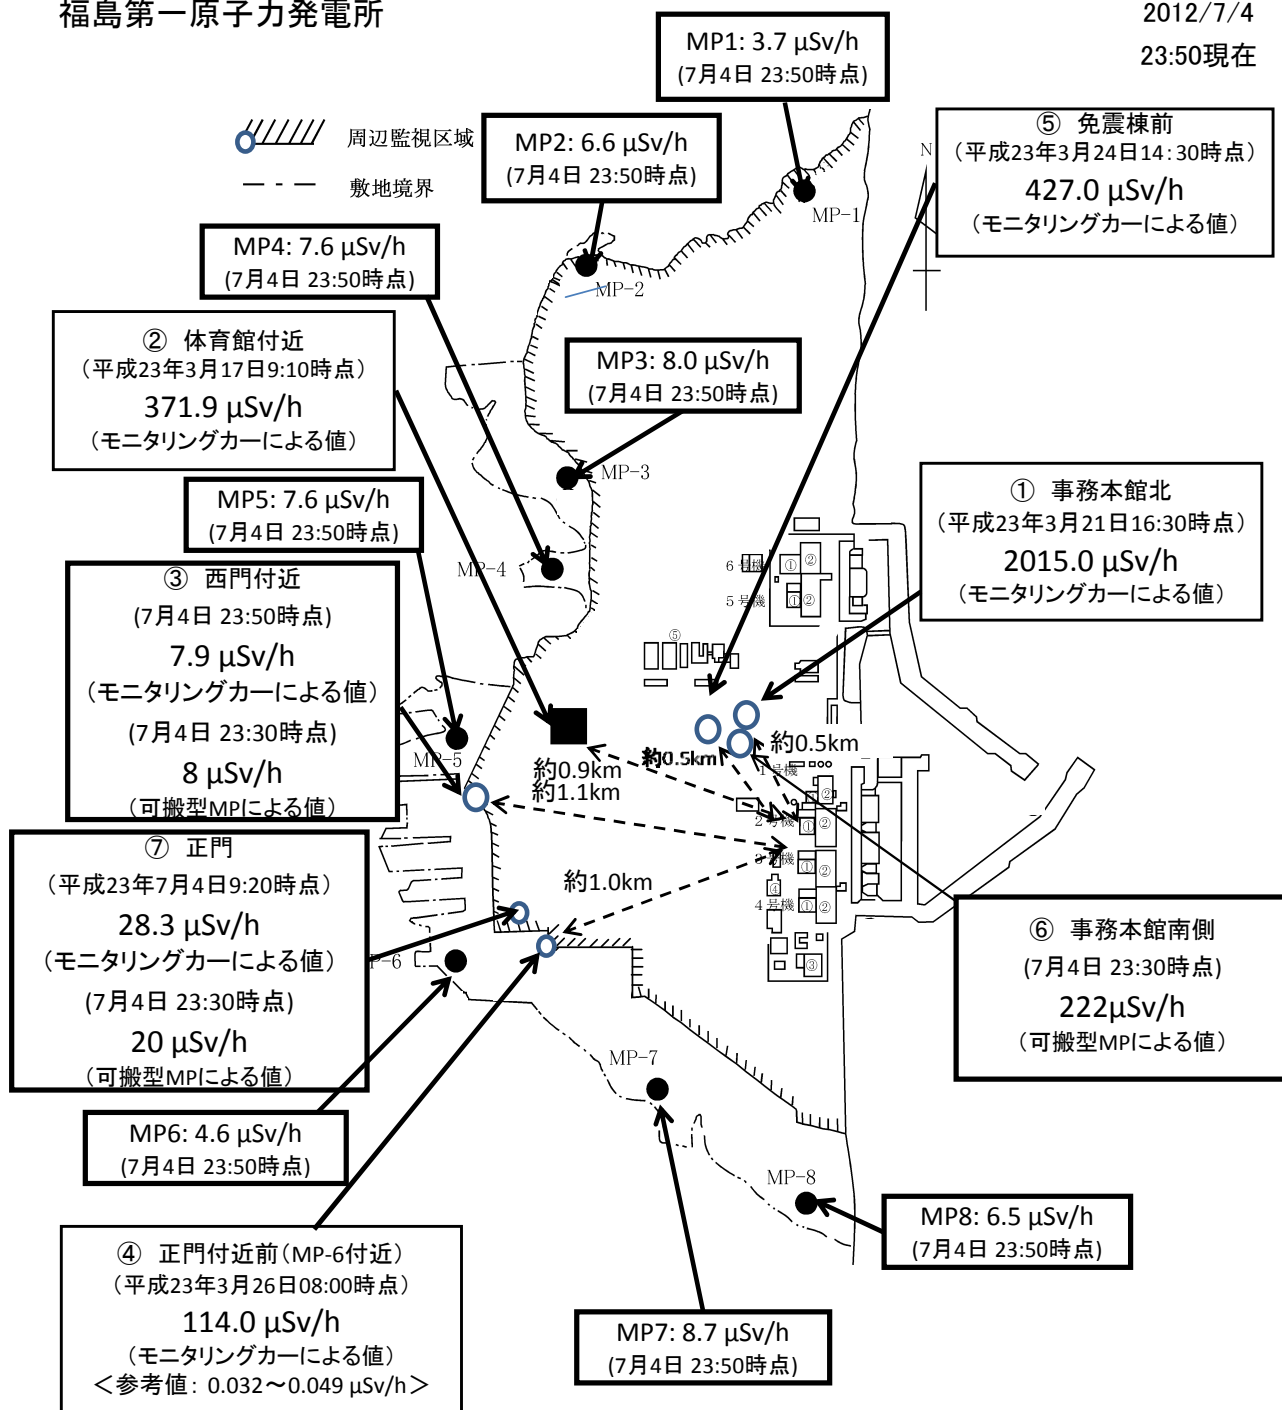 福島第一原子力発電所
2012/7/4
23:50現在
周辺監視区域
敷地境界
N
MP1: 3.7 μSv/h
(7月4日 23:50時点)
MP2: 6.6 μSv/h
(7月4日 23:50時点)
⑤ 免震棟前
(平成23年3月24日14:30時点)
427.0 μSv/h
(モニタリングカーによる値)
MP4: 7.6 μSv/h
(7月4日 23:50時点)
② 体育館付近
(平成23年3月17日9:10時点)
371.9 μSv/h
(モニタリングカーによる値)
MP3: 8.0 μSv/h
(7月4日 23:50時点)
MP5: 7.6 μSv/h
(7月4日 23:50時点)
① 事務本館北
(平成23年3月21日16:30時点)
2015.0 μSv/h
(モニタリングカーによる値)
③ 西門付近
(7月4日 23:50時点)
7.9 μSv/h
(モニタリングカーによる値)
(7月4日 23:30時点)
8 μSv/h
(可搬型MPによる値)
⑦ 正門
(平成23年7月4日9:20時点)
28.3 μSv/h
(モニタリングカーによる値)
(7月4日 23:30時点)
20 μSv/h
(可搬型MPによる値)
⑥ 事務本館南側
(7月4日 23:30時点)
222μSv/h
(可搬型MPによる値)
MP6: 4.6 μSv/h
(7月4日 23:50時点)
④ 正門付近前(MP-6付近)
(平成23年3月26日08:00時点)
114.0 μSv/h
(モニタリングカーによる値)
<参考値: 0.032～0.049 μSv/h>
MP7: 8.7 μSv/h
(7月4日 23:50時点)
MP8: 6.5 μSv/h
(7月4日 23:50時点)
MP-1
MP-2
MP-3
MP-4
MP-5
P-6
MP-7
MP-8
6号機
① ②
5号機
① ②
⑤
約0.5km
約0.5km
約0.9km
約1.1km
約1.0km
1号機
②
2号機
① ②
3号機
① ②
④
4号機
① ②
③